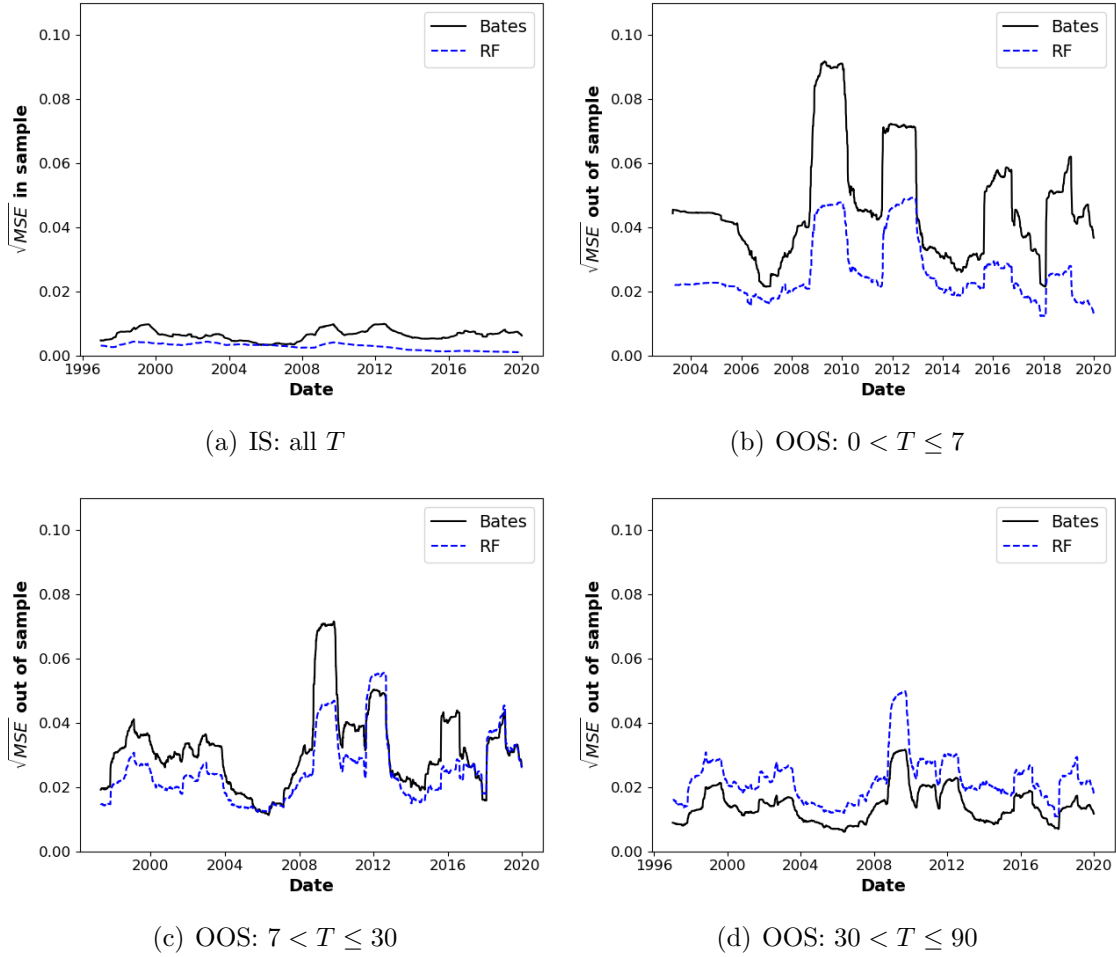 0.10
0.08
0.06
0.04
0.02
0.00
√MSE in sample
1996 2000 2004 2008 2012 2016 2020
Date
Bates
RF
(a) IS: all T
0.10
0.08
0.06
0.04
0.02
0.00
√MSE out of sample
2004 2006 2008 2010 2012 2014 2016 2018 2020
Date
Bates
RF
(b) OOS: 0 < T ≤ 7
0.10
0.08
0.06
0.04
0.02
0.00
√MSE out of sample
2000 2004 2008 2012 2016 2020
Date
Bates
RF
(c) OOS: 7 < T ≤ 30
0.10
0.08
0.06
0.04
0.02
0.00
√MSE out of sample
1996 2000 2004 2008 2012 2016 2020
Date
Bates
RF
(d) OOS: 30 < T ≤ 90